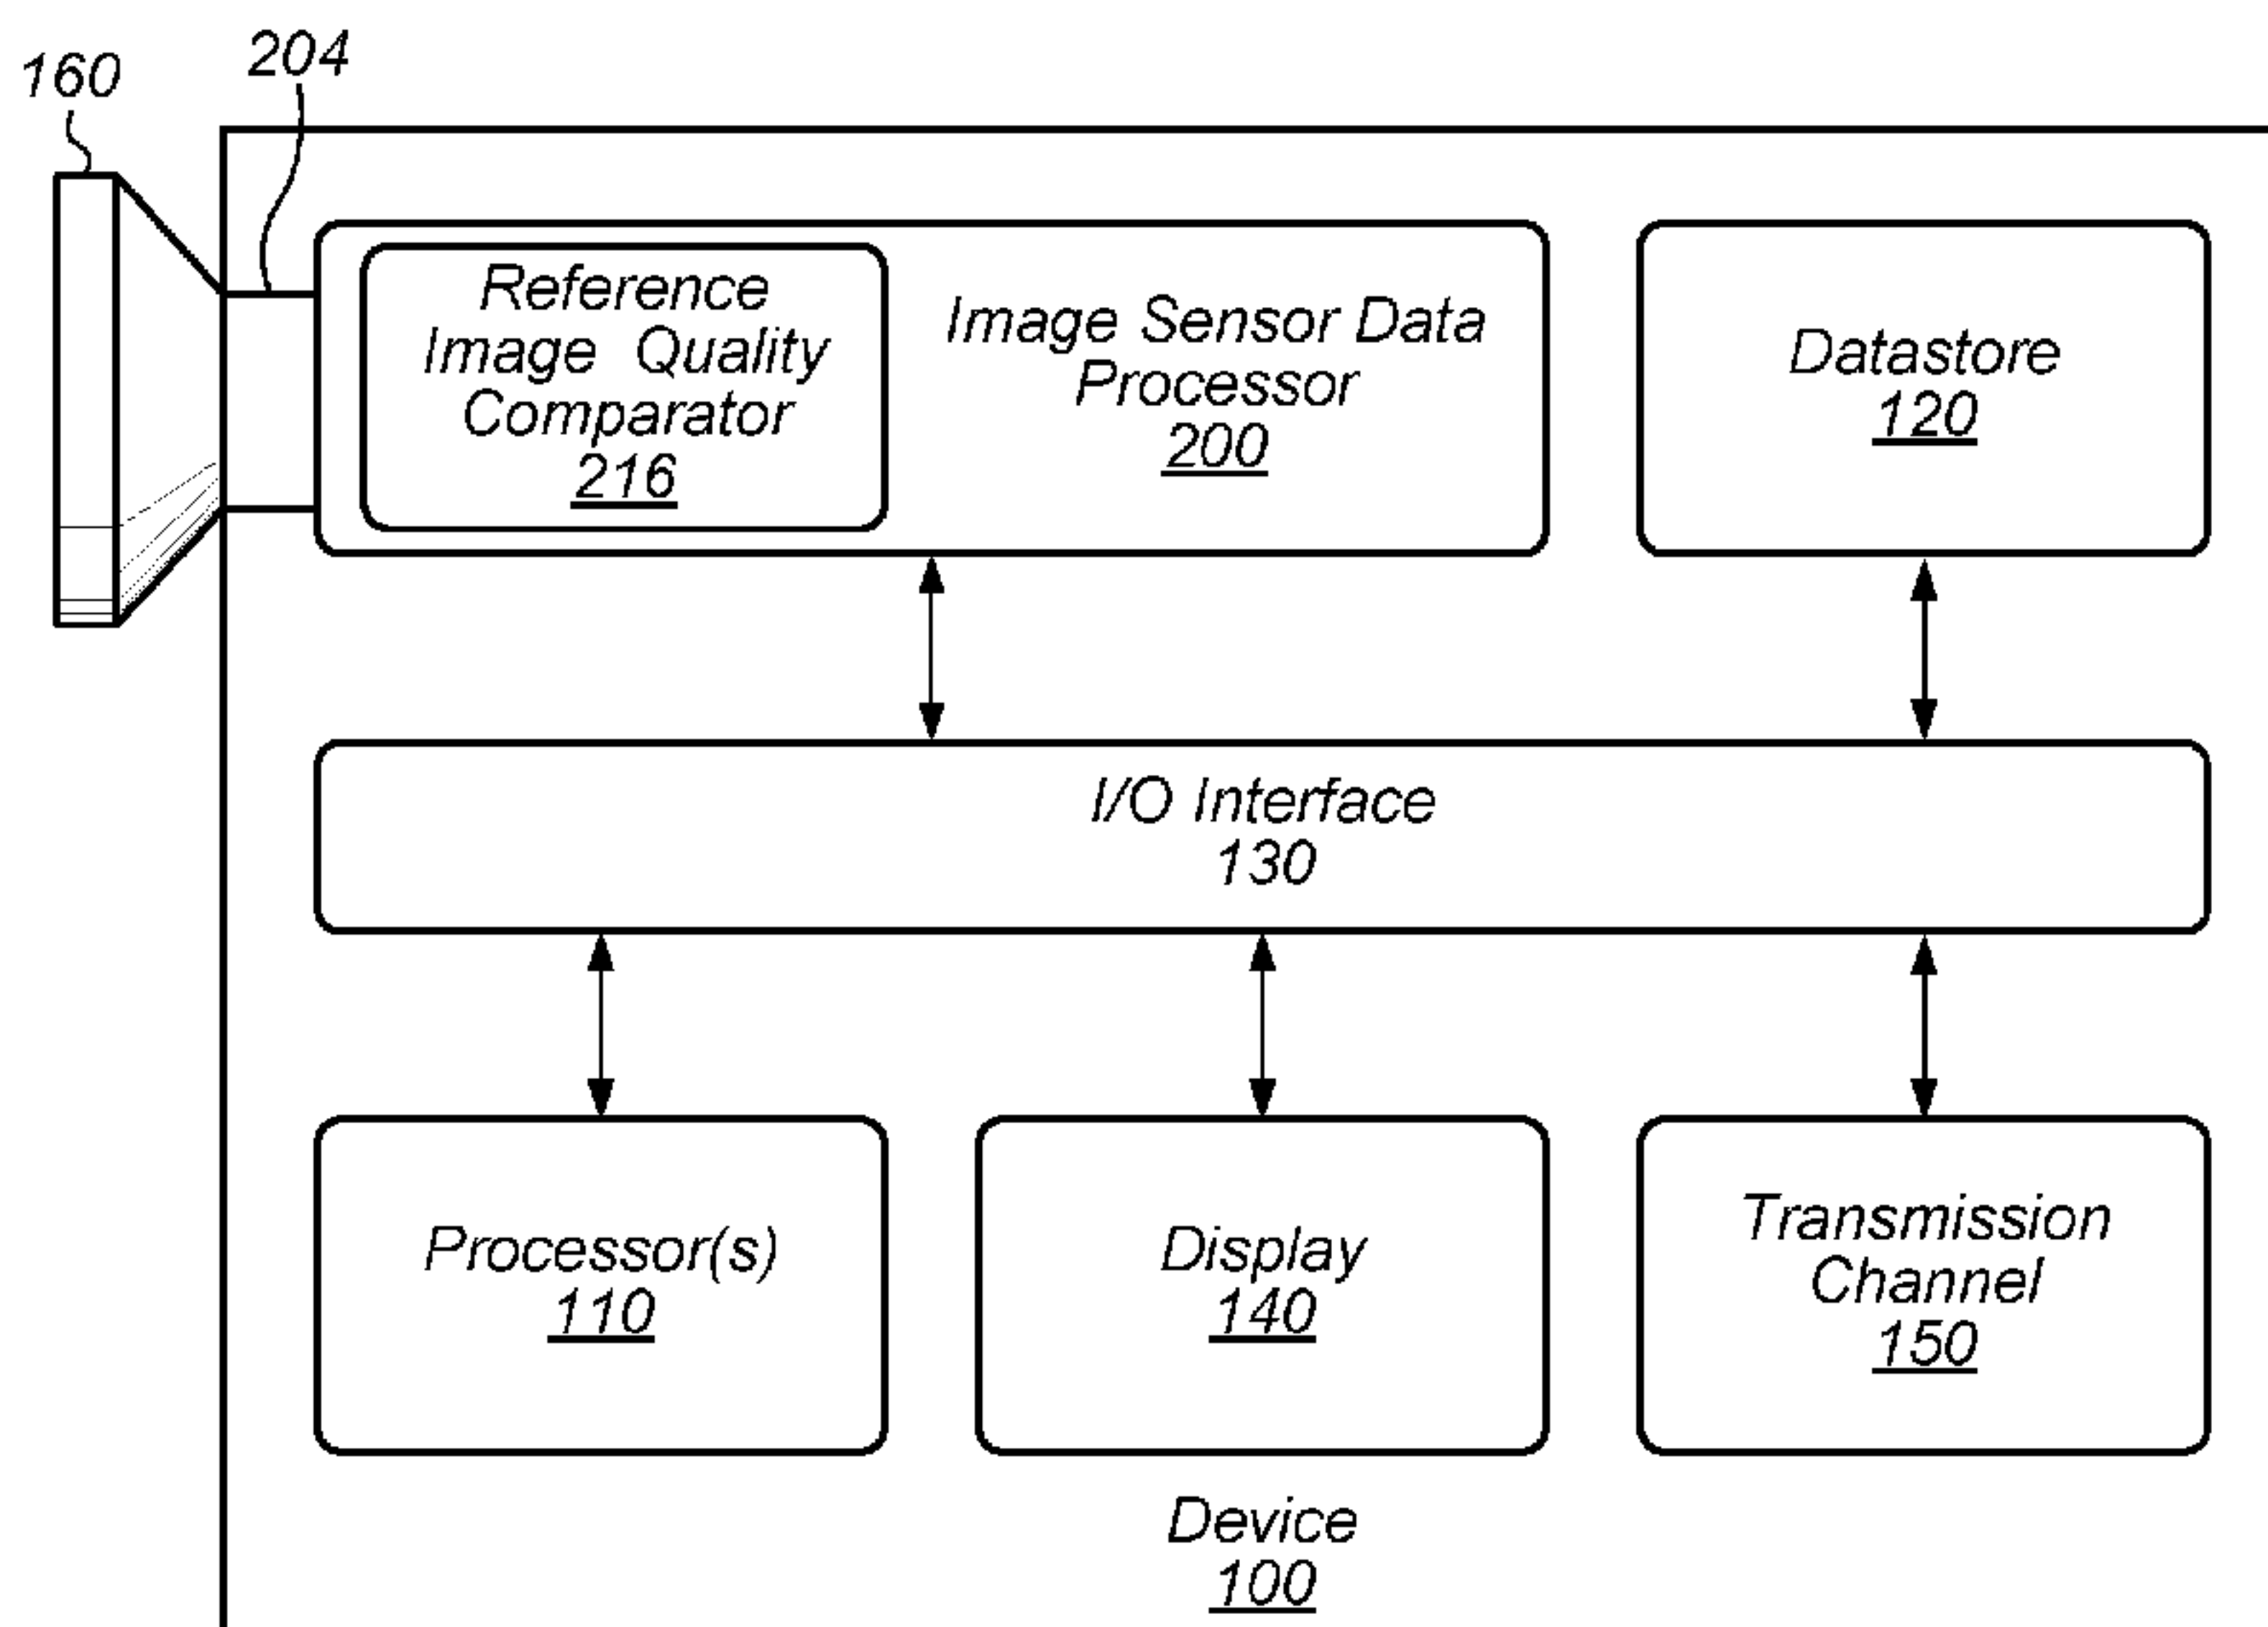 160
204
Reference
Image Quality
Comparator
216
Image Sensor Data
Processor
200
Datastore
120
I/O Interface
130
Processor(s)
110
Display
140
Transmission
Channel
150
Device
100